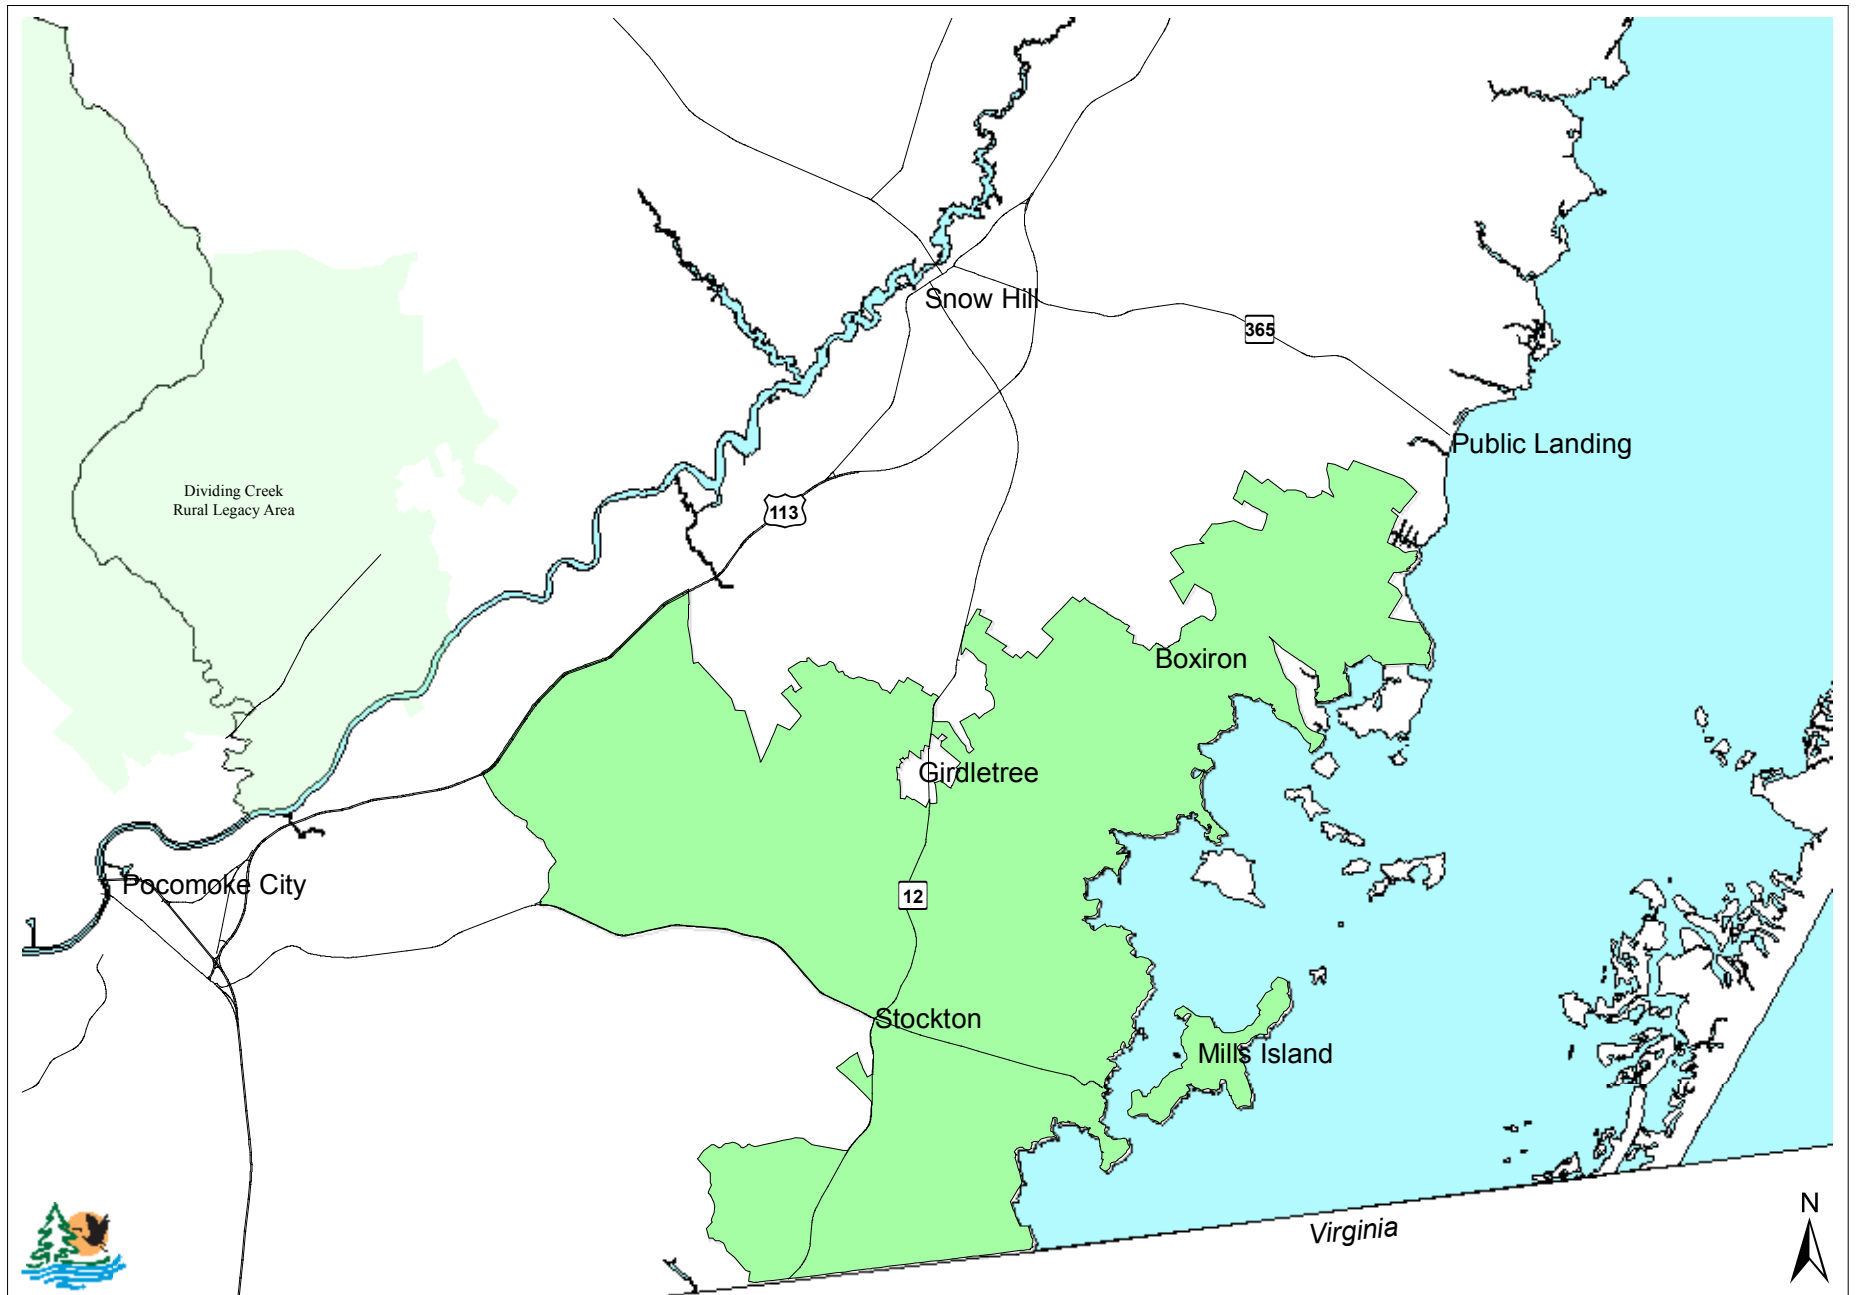 Snow Hill
365
Public Landing
Dividing Creek
Rural Legacy Area
113
Boxiron
Girdletree
Pocomoke City
12
Stockton
Mills Island
Virginia
N